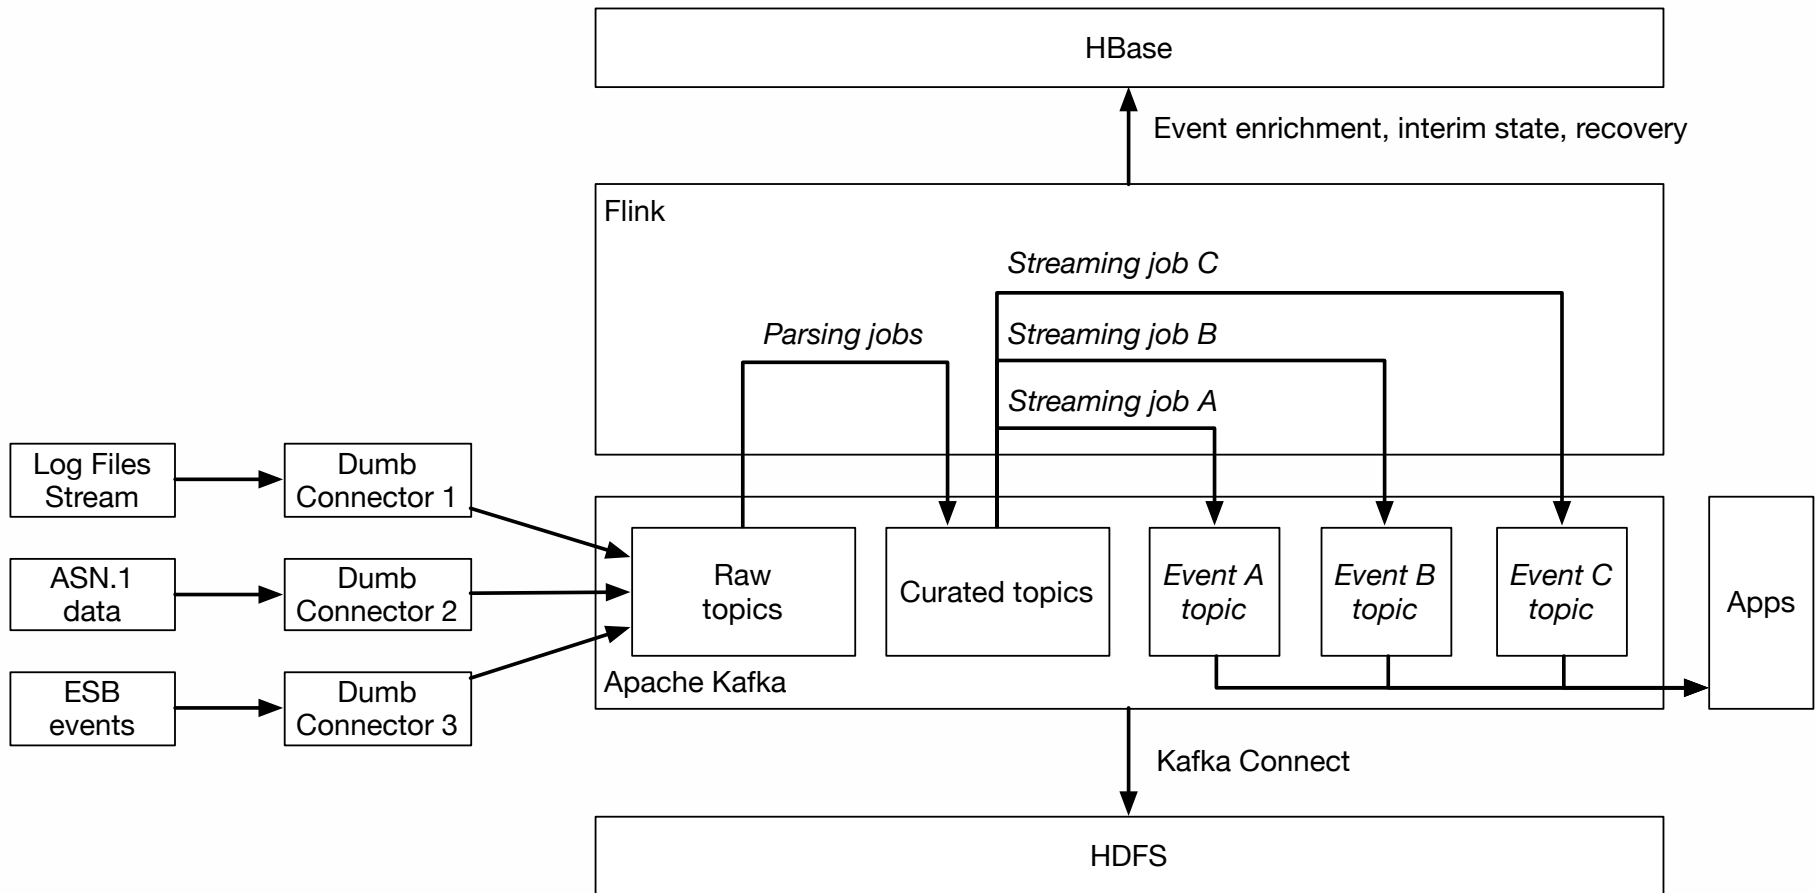 HBase
Event enrichment, interim state, recovery
Flink
Streaming job C
Parsing jobs
Streaming job B
Streaming job A
Log Files
Stream
Dumb
Connector 1
ASN.1
data
Dumb
Connector 2
ESB
events
Dumb
Connector 3
Raw
topics
Curated topics
Event A
topic
Event B
topic
Event C
topic
Apps
Apache Kafka
Kafka Connect
HDFS